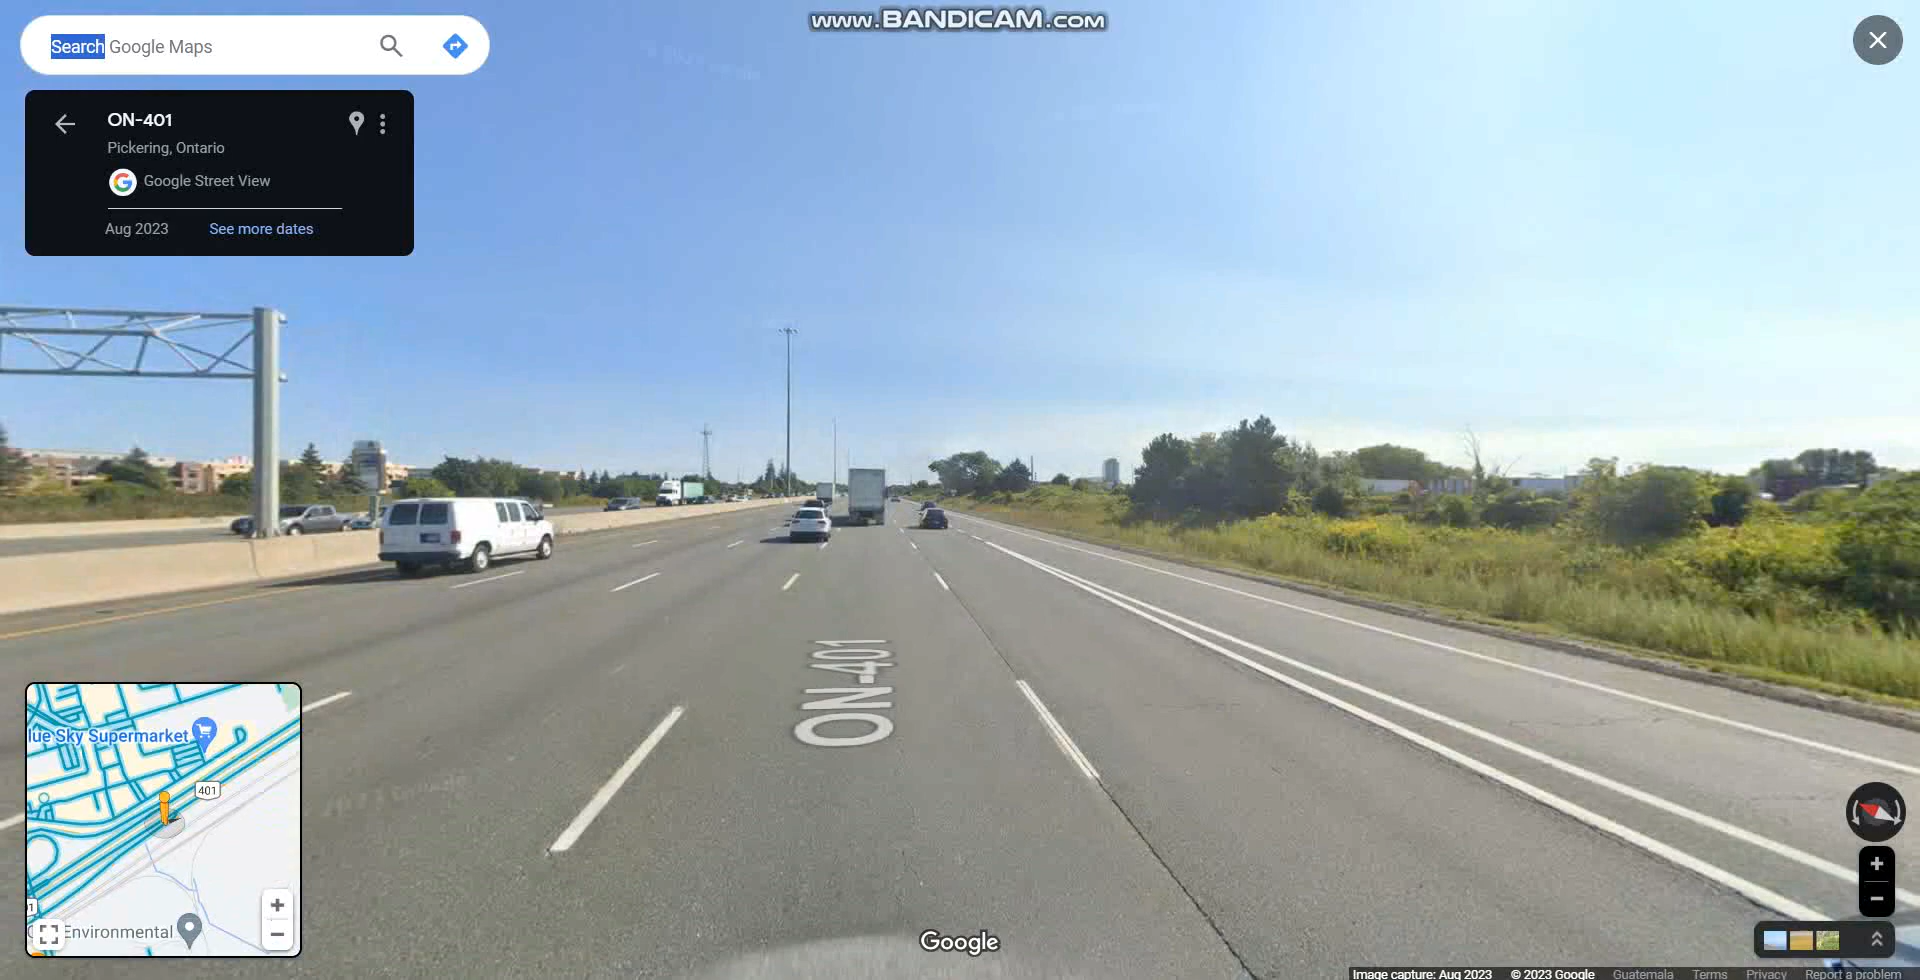 www.BANDICAM.com
Search Google Maps
ON-401
Pickering, Ontario
Google Street View
Aug 2023 See more dates
ON-401
lue Sky Supermarket
401
Environmental
Google
Image capture: Aug 2023 © 2023 Google Guatemala Terms Privacy Report a problem